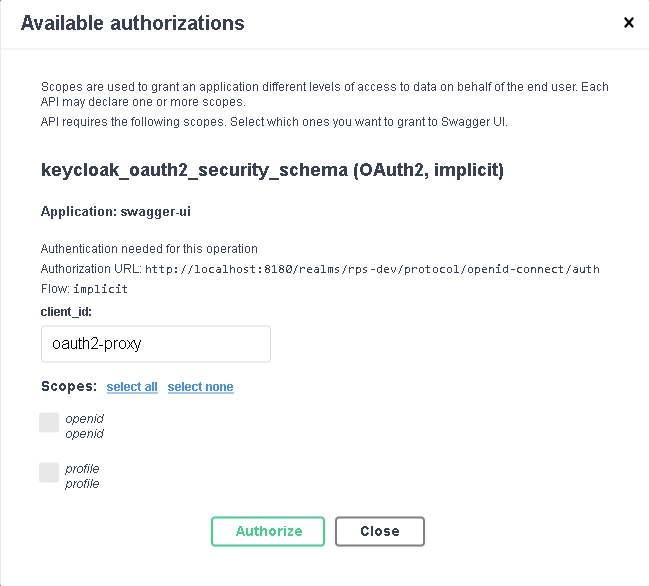 Available authorizations
Scopes are used to grant an application different levels of access to data on behalf of the end user. Each
API may declare one or more scopes.
API requires the following scopes. Select which ones you want to grant to Swagger UI.
keycloak_oauth2_security_schema (OAuth2, implicit)
Application: swagger-ui
Authentication needed for this operation
Authorization URL: http://localhost:8180/realms/rps-dev/protocol/openid-connect/auth
Flow: implicit
client_id:
oauth2-proxy
Scopes: select all select none
openid
openid
profile
profile
Authorize Close